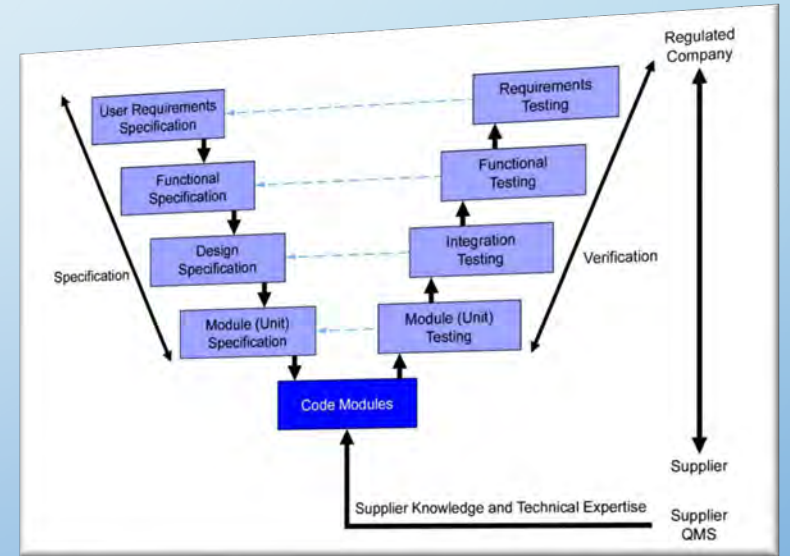 Regulated
Company
User Requirements
Specification
Requirements
Testing
Functional
Specification
Functional
Testing
Design
Specification
Integration
Testing
Specification
Verification
Module (Unit)
Specification
Module (Unit)
Testing
Code Modules
Supplier
Supplier Knowledge and Technical Expertise
Supplier
QMS